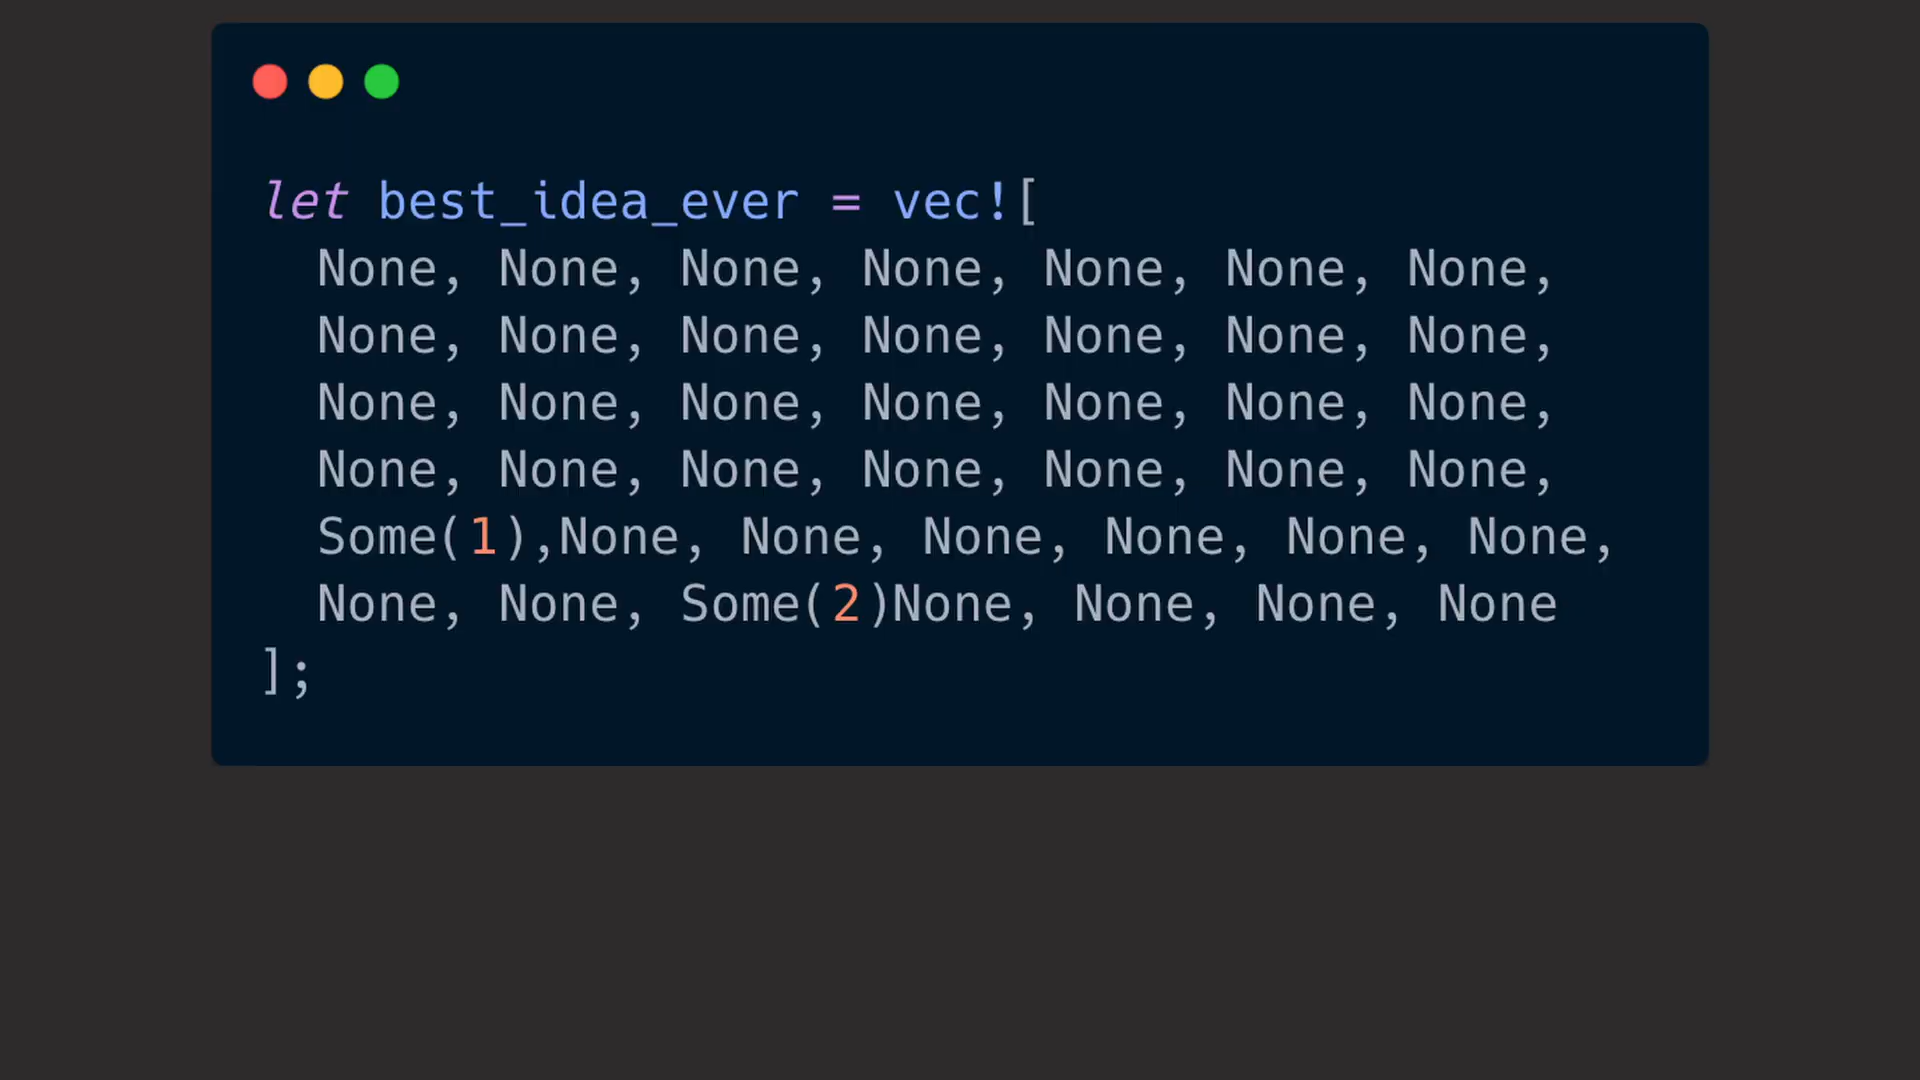 let best_idea_ever = vec![
None, None, None, None, None, None, None,
None, None, None, None, None, None, None,
None, None, None, None, None, None, None,
None, None, None, None, None, None, None,
Some(1),None, None, None, None, None, None,
None, None, Some(2)None, None, None, None
];